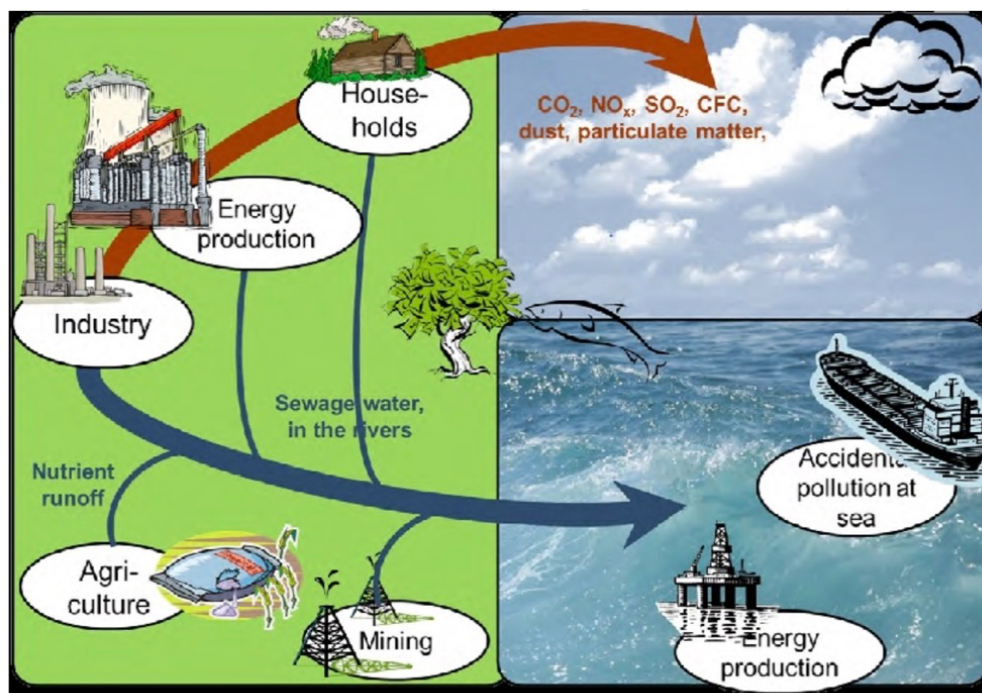 House-
holds
CO₂, NOₓ, SO₂, CFC,
dust, particulate matter,
Energy
production
Industry
Sewage water,
in the rivers
Nutrient
runoff
Accidenta
pollution at
sea
Agri-
culture
Mining
Energy
production